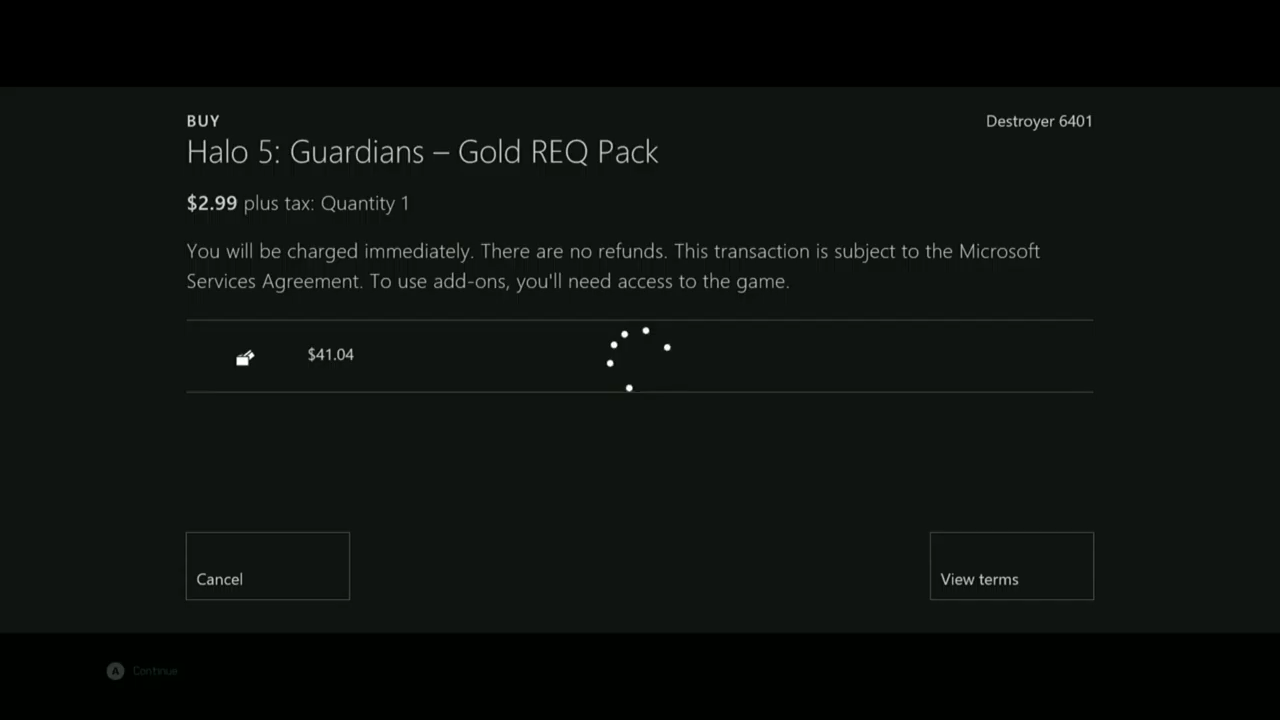 BUY
Destroyer 6401
Halo 5: Guardians – Gold REQ Pack
$2.99 plus tax: Quantity 1
You will be charged immediately. There are no refunds. This transaction is subject to the Microsoft
Services Agreement. To use add-ons, you'll need access to the game.
$41.04
Cancel
View terms
A Continue